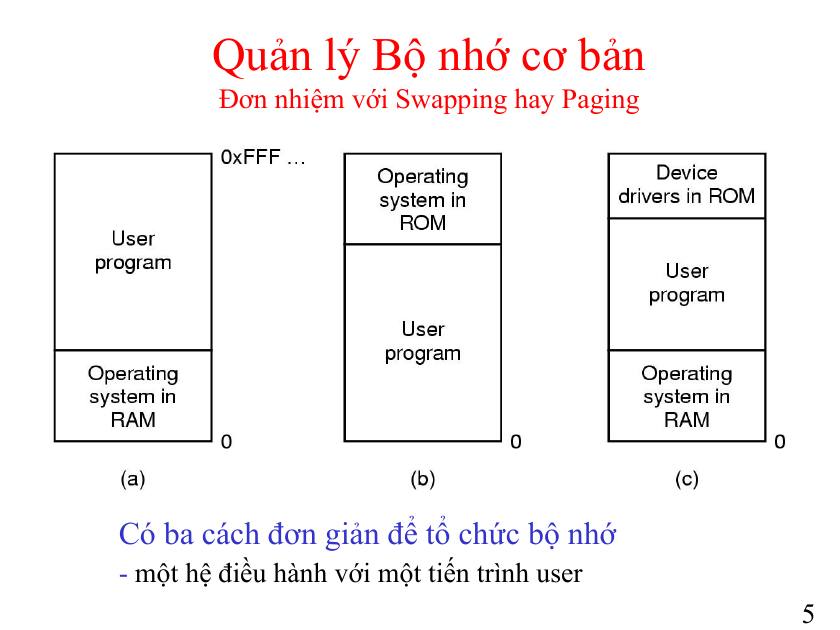 Quản lý Bộ nhớ cơ bản
Đơn nhiệm với Swapping hay Paging
0xFFF …
User
program
Operating
system in
RAM
0
(a)
Operating
system in
ROM
User
program
0
(b)
Device
drivers in ROM
User
program
Operating
system in
RAM
0
(c)
Có ba cách đơn giản để tổ chức bộ nhớ
- một hệ điều hành với một tiến trình user
5